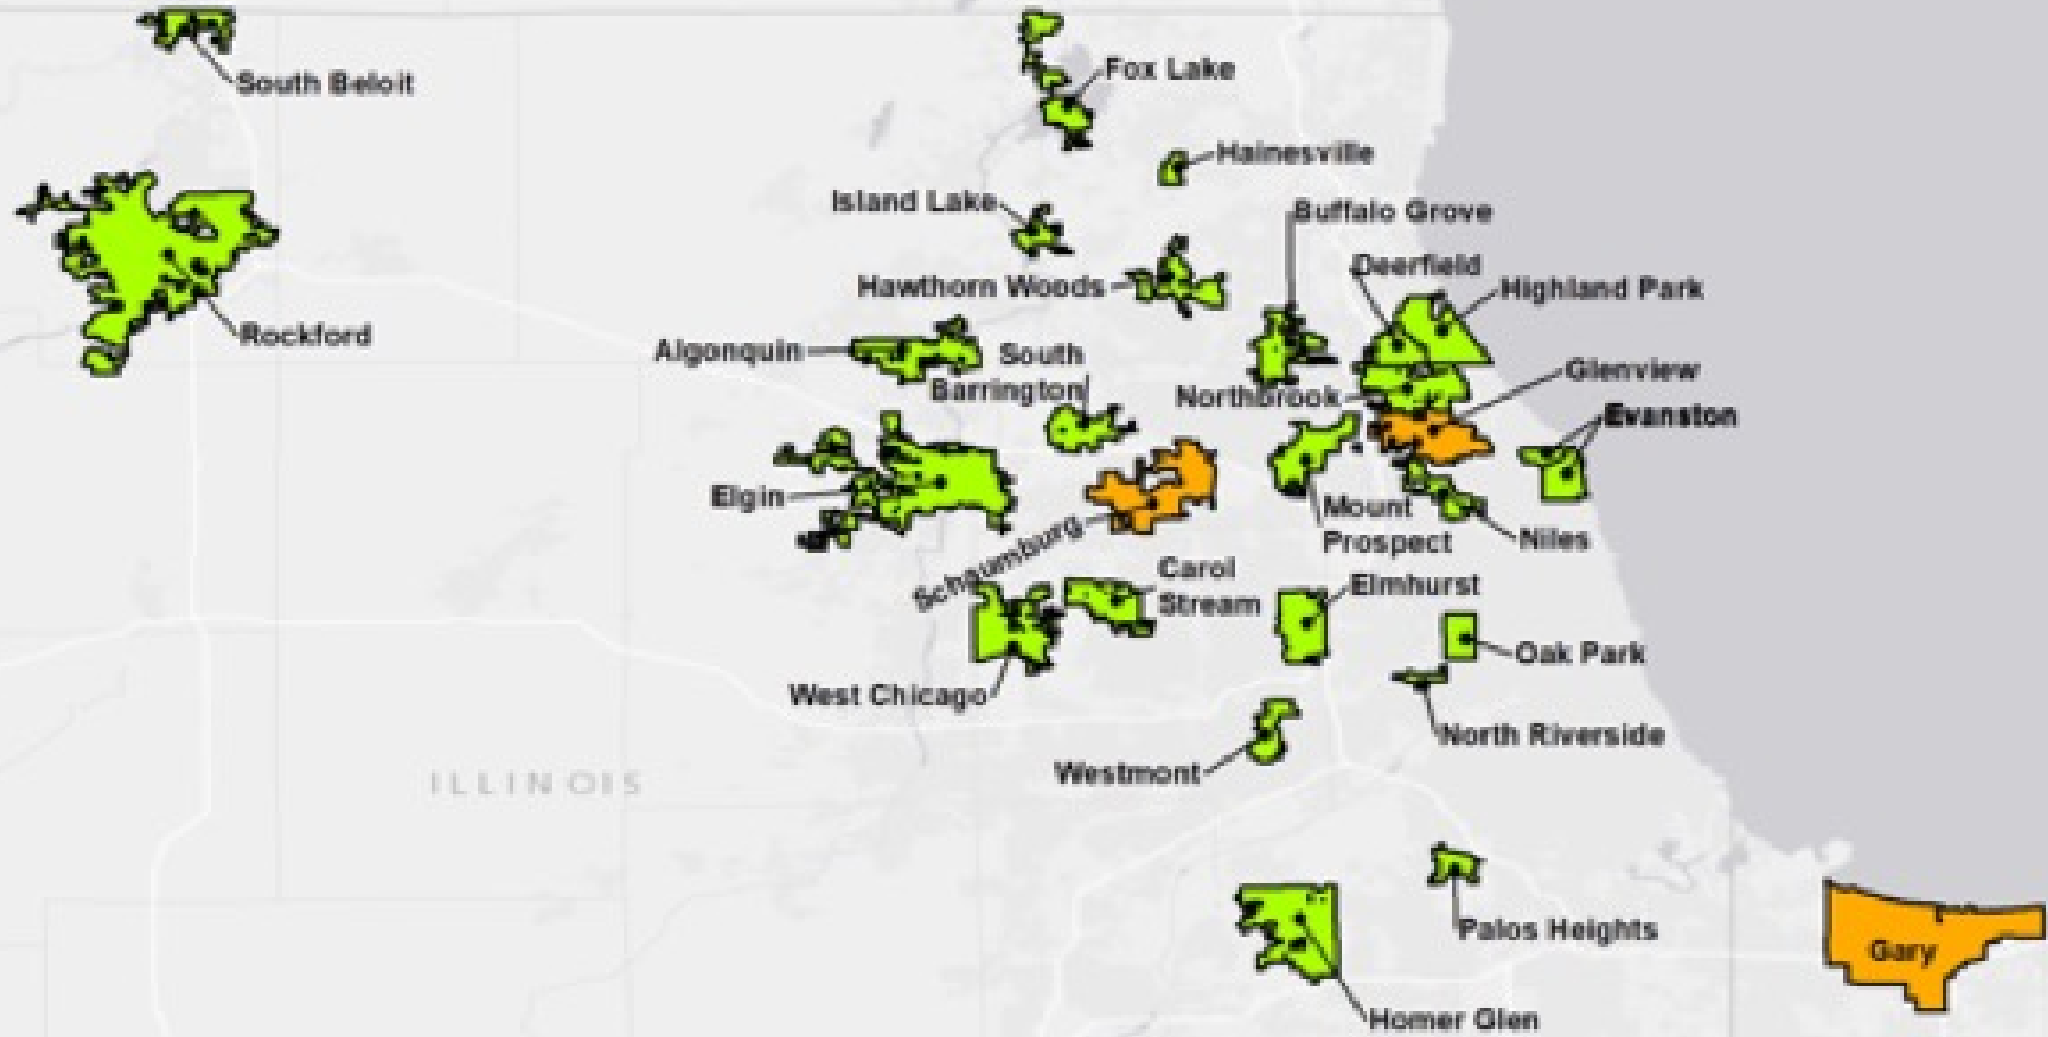 South Beloit
Fox Lake
Hainesville
Island Lake
Buffalo Grove
Deerfield
Hawthorn Woods
Highland Park
Rockford
Algonquin
South
Barrington
Glenview
Northbrook
Evanston
Elgin
Mount
Prospect
Niles
Schaumburg
Carol
Stream
Elmhurst
Oak Park
West Chicago
North Riverside
Westmont
ILLINOIS
Palos Heights
Gary
Homer Glen